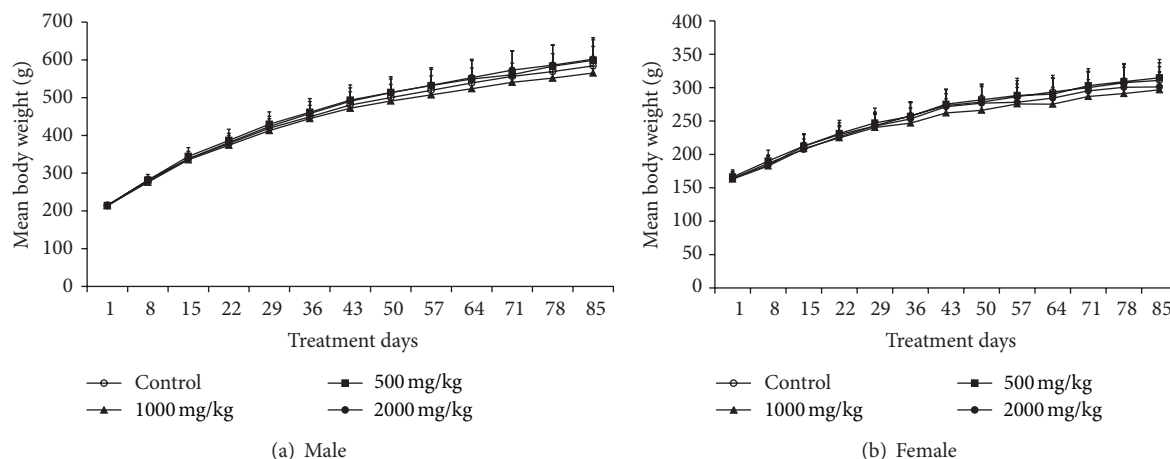 700
600
500
400
300
200
100
0
Mean body weight (g)
1 8 15 22 29 36 43 50 57 64 71 78 85
Treatment days
Control
500 mg/kg
1000 mg/kg
2000 mg/kg
(a) Male
400
350
300
250
200
150
100
50
0
Mean body weight (g)
1 8 15 22 29 36 43 50 57 64 71 78 85
Treatment days
Control
500 mg/kg
1000 mg/kg
2000 mg/kg
(b) Female